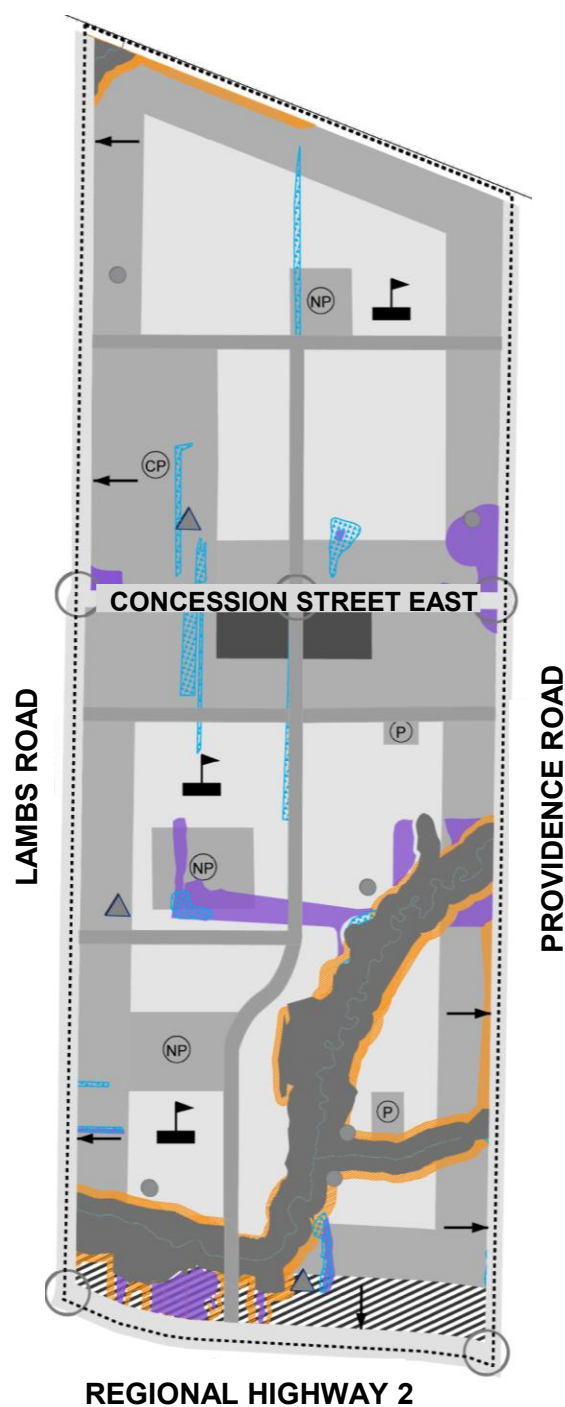 NP
CP
CONCESSION STREET EAST
LAMBS ROAD
PROVIDENCE ROAD
P
NP
NP
P
REGIONAL HIGHWAY 2